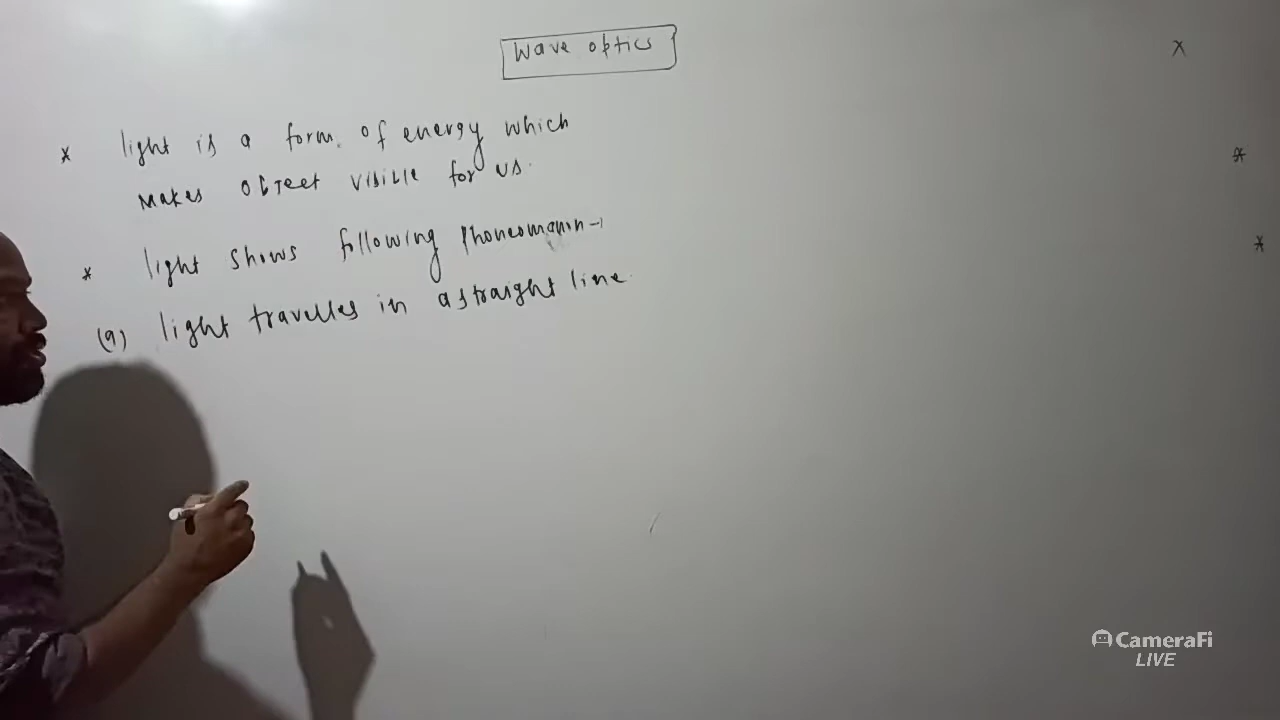 Wave optics
* light is a form of energy which
makes object visible for us.
* light shows following phoneomanon →
(a) light travelles in a straight line.
CameraFi
LIVE